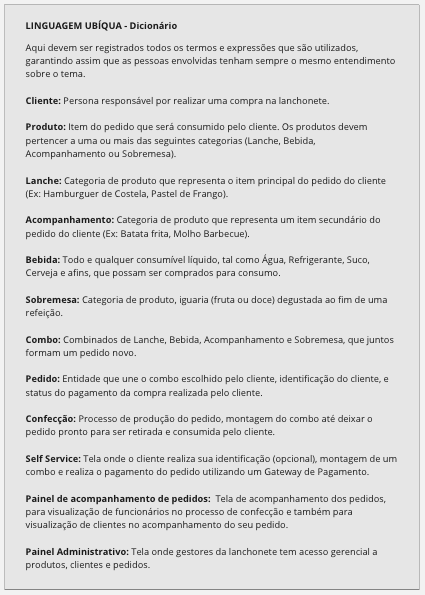 LINGUAGEM UBÍQUA - Dicionário
Aqui devem ser registrados todos os termos e expressões que são utilizados,
garantindo assim que as pessoas envolvidas tenham sempre o mesmo entendimento
sobre o tema.
Cliente: Persona responsável por realizar uma compra na lanchonete.
Produto: Item do pedido que será consumido pelo cliente. Os produtos devem
pertencer a uma ou mais das seguintes categorias (Lanche, Bebida,
Acompanhamento ou Sobremesa).
Lanche: Categoria de produto que representa o item principal do pedido do cliente
(Ex: Hamburguer de Costela, Pastel de Frango).
Acompanhamento: Categoria de produto que representa um item secundário do
pedido do cliente (Ex: Batata frita, Molho Barbecue).
Bebida: Todo e qualquer consumível líquido, tal como Água, Refrigerante, Suco,
Cerveja e afins, que possam ser comprados para consumo.
Sobremesa: Categoria de produto, iguaria (fruta ou doce) degustada ao fim de uma
refeição.
Combo: Combinados de Lanche, Bebida, Acompanhamento e Sobremesa, que juntos
formam um pedido novo.
Pedido: Entidade que une o combo escolhido pelo cliente, identificação do cliente, e
status do pagamento da compra realizada pelo cliente.
Confecção: Processo de produção do pedido, montagem do combo até deixar o
pedido pronto para ser retirada e consumida pelo cliente.
Self Service: Tela onde o cliente realiza sua identificação (opcional), montagem de um
combo e realiza o pagamento do pedido utilizando um Gateway de Pagamento.
Painel de acompanhamento de pedidos: Tela de acompanhamento dos pedidos,
para visualização de funcionários no processo de confecção e também para
visualização de clientes no acompanhamento do seu pedido.
Painel Administrativo: Tela onde gestores da lanchonete tem acesso gerencial a
produtos, clientes e pedidos.